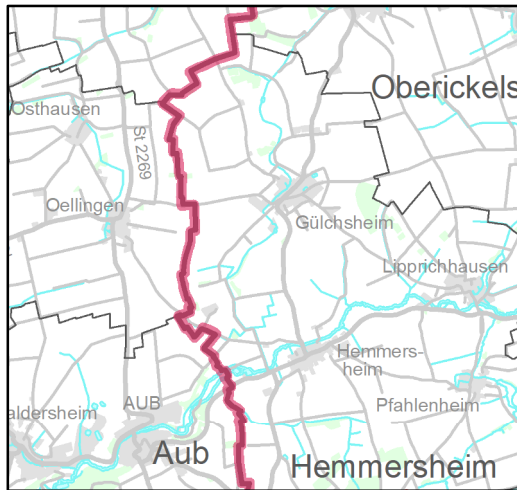 Oberickels
Osthausen
St 2269
Oellingen
Gülchsheim
Lipprichhausen
Hemmers-
heim
Pfahlenheim
aldersheim
AUB
Aub
Hemmersheim